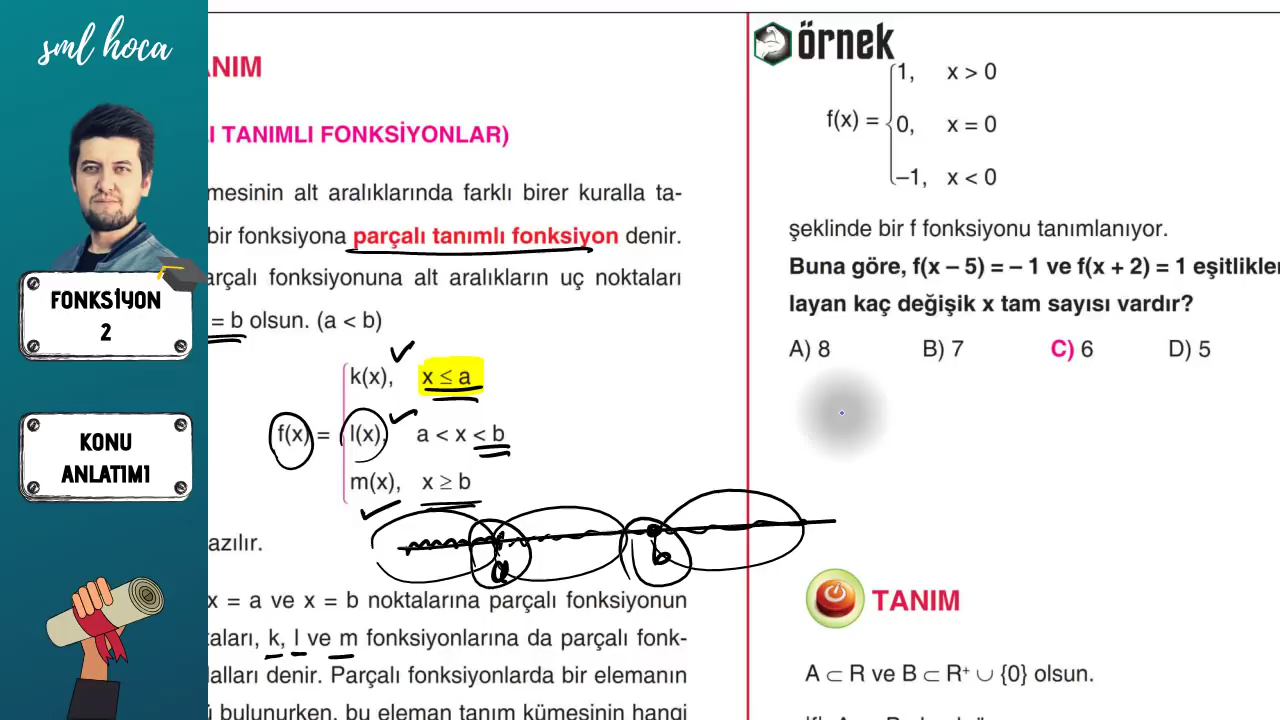 sml hoca
FONKSİYON
2
KONU
ANLATIMI
ANIM
I TANIMLI FONKSİYONLAR)
mesinin alt aralıklarında farklı birer kuralla ta-
bir fonksiyona parçalı tanımlı fonksiyon denir.
arçalı fonksiyonuna alt aralıkların uç noktaları
= b olsun. (a < b)
k(x), x ≤ a
f(x) = l(x), a < x < b
m(x), x ≥ b
a b
azılır.
x = a ve x = b noktalarına parçalı fonksiyonun
taları, k, l ve m fonksiyonlarına da parçalı fonk-
lalları denir. Parçalı fonksiyonlarda bir elemanın
ü bulunurken, bu eleman tanım kümesinin hangi
örnek
1, x > 0
f(x) = 0, x = 0
–1, x < 0
şeklinde bir f fonksiyonu tanımlanıyor.
Buna göre, f(x – 5) = – 1 ve f(x + 2) = 1 eşitlikler
layan kaç değişik x tam sayısı vardır?
A) 8 B) 7 C) 6 D) 5
TANIM
A ⊂ R ve B ⊂ R⁺ ∪ {0} olsun.